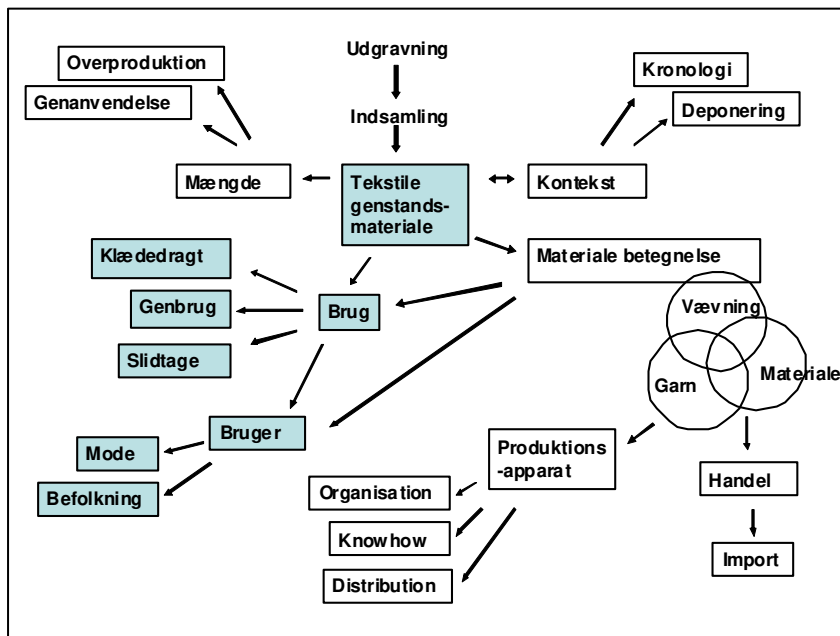 Udgravning
Overproduktion
Kronologi
Genanvendelse
Deponering
Indsamling
Mængde
Tekstile
genstands-
materiale
Kontekst
Klædedragt
Materiale betegnelse
Genbrug
Brug
Vævning
Slidtage
Garn
Materiale
Bruger
Mode
Produktions
-apparat
Befolkning
Organisation
Handel
Knowhow
Import
Distribution